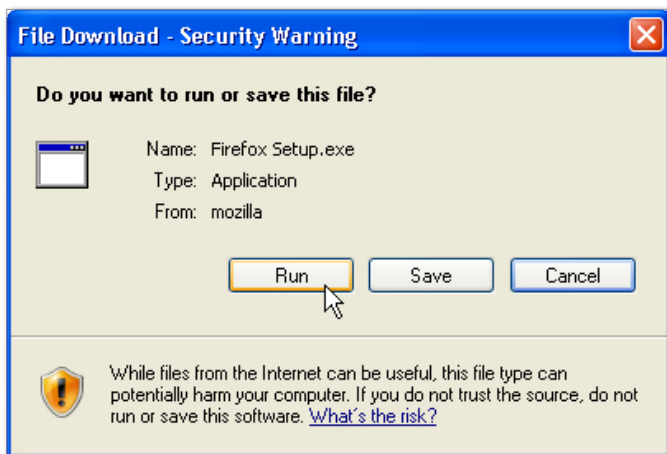 File Download - Security Warning
Do you want to run or save this file?
Name: Firefox Setup.exe
Type: Application
From: mozilla
Run Save Cancel
While files from the Internet can be useful, this file type can
potentially harm your computer. If you do not trust the source, do not
run or save this software. What's the risk?